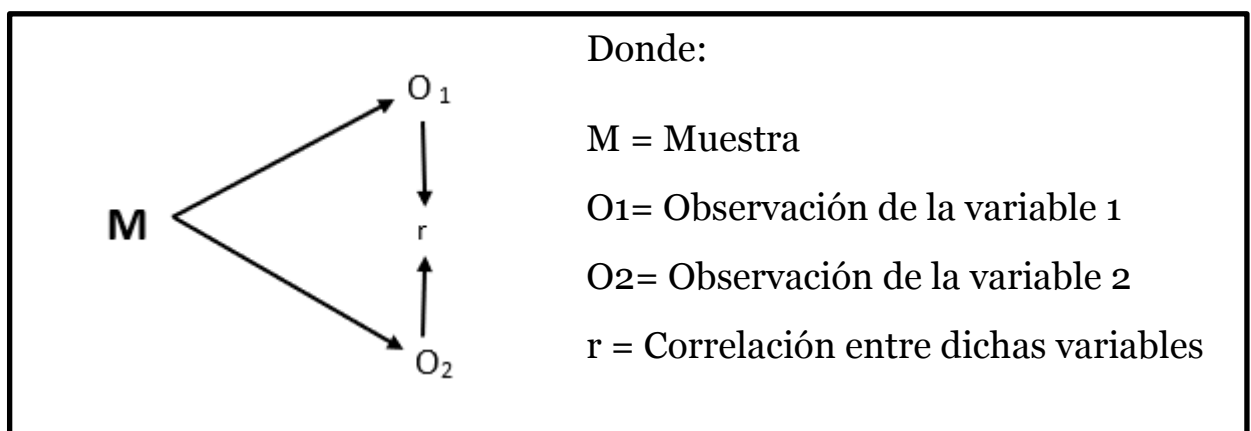 Donde:
O 1
M = Muestra
O1= Observación de la variable 1
M
r
O2= Observación de la variable 2
O2
r = Correlación entre dichas variables